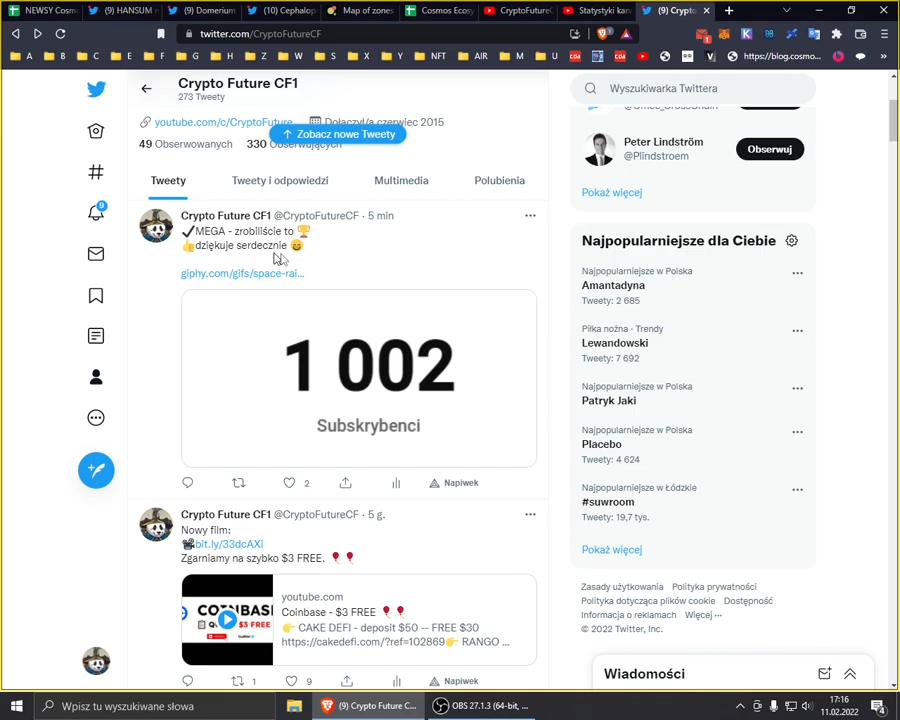 NEWSY Cosm
(9) HANSUM
(9) Domerium
(10) Cephalop
Map of zones
Cosmos Ecos
CryptoFuture
Statystyki kan
(9) Crypto
twitter.com/CryptoFutureCF
A B C E F G H Z W S X Y NFT AIR M U
https://blog.cosmo...
Crypto Future CF1
273 Tweety
youtube.com/c/CryptoFuture...
Dołączył/a czerwiec 2015
Zobacz nowe Tweety
49 Obserwowanych 330 Obserwujących
Tweety Tweety i odpowiedzi Multimedia Polubienia
Crypto Future CF1 @CryptoFutureCF · 5 min
MEGA - zrobiliście to
dziękuje serdecznie
giphy.com/gifs/space-rai...
1 002
Subskrybenci
2
Napiwek
Crypto Future CF1 @CryptoFutureCF · 5 g.
Nowy film:
bit.ly/33dcAXi
Zgarniamy na szybko $3 FREE.
COINBASE
$3 FREE
youtube.com
Coinbase - $3 FREE
CAKE DEFI - deposit $50 -- FREE $30
https://cakedefi.com/?ref=102869 RANGO ...
1 9
Napiwek
Wyszukiwarka Twittera
Peter Lindström
@Plindstroem
Obserwuj
Pokaż więcej
Najpopularniejsze dla Ciebie
Najpopularniejsze w Polska
Amantadyna
Tweety: 2 685
Piłka nożna · Trendy
Lewandowski
Tweety: 7 692
Najpopularniejsze w Polska
Patryk Jaki
Najpopularniejsze w Polska
Placebo
Tweety: 4 624
Najpopularniejsze w Łódzkie
#suwroom
Tweety: 19,7 tys.
Pokaż więcej
Zasady użytkowania Polityka prywatności
Polityka dotycząca plików cookie Dostępność
Informacja o reklamach Więcej ···
© 2022 Twitter, Inc.
Wiadomości
Wpisz tu wyszukiwane słowa
(9) Crypto Future C...
OBS 27.1.3 (64-bit, ...
17:16
11.02.2022
4